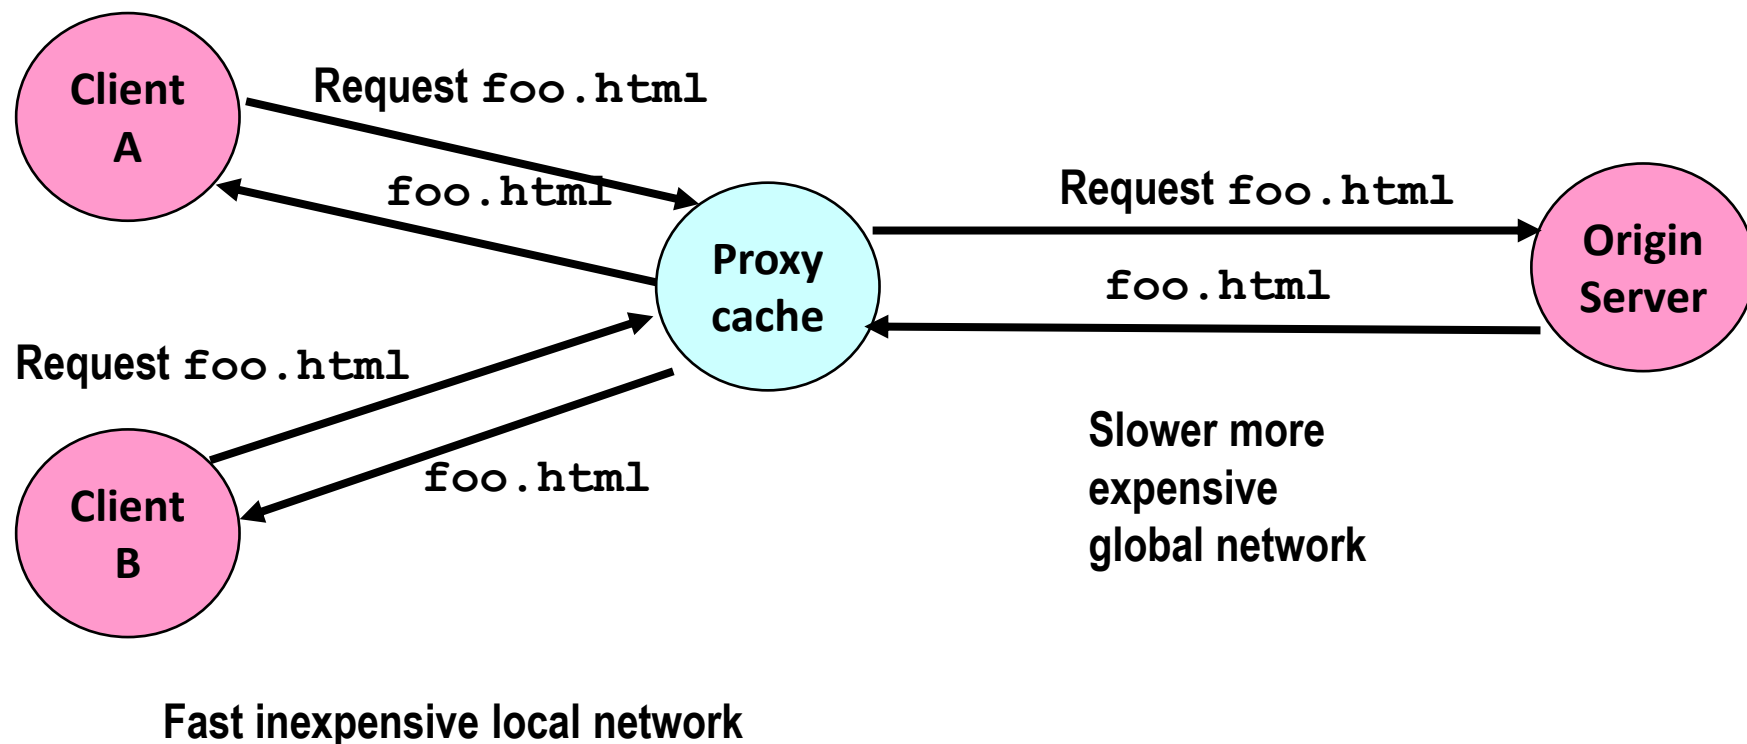 Client
A
Request foo.html
foo.html
Request foo.html
foo.html
Proxy
cache
Origin
Server
Request foo.html
foo.html
Client
B
Slower more
expensive
global network
Fast inexpensive local network